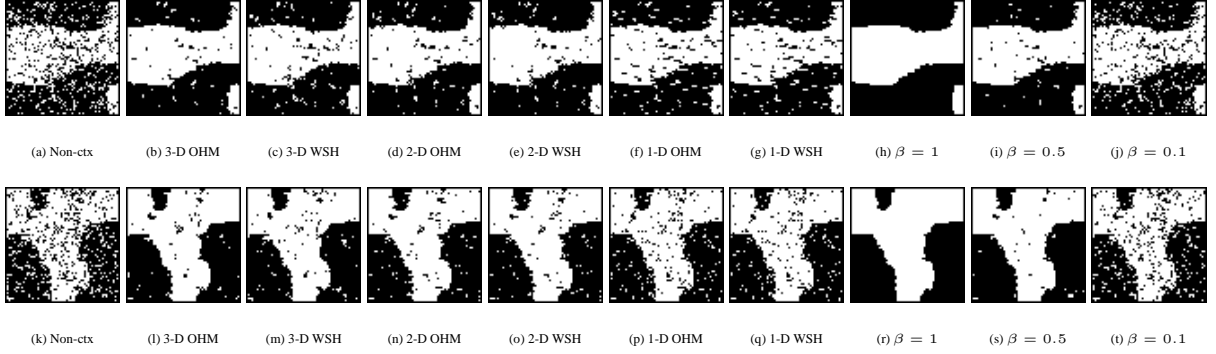 (a) Non-ctx (b) 3-D OHM (c) 3-D WSH (d) 2-D OHM (e) 2-D WSH (f) 1-D OHM (g) 1-D WSH (h) β = 1 (i) β = 0.5 (j) β = 0.1
(k) Non-ctx (l) 3-D OHM (m) 3-D WSH (n) 2-D OHM (o) 2-D WSH (p) 1-D OHM (q) 1-D WSH (r) β = 1 (s) β = 0.5 (t) β = 0.1